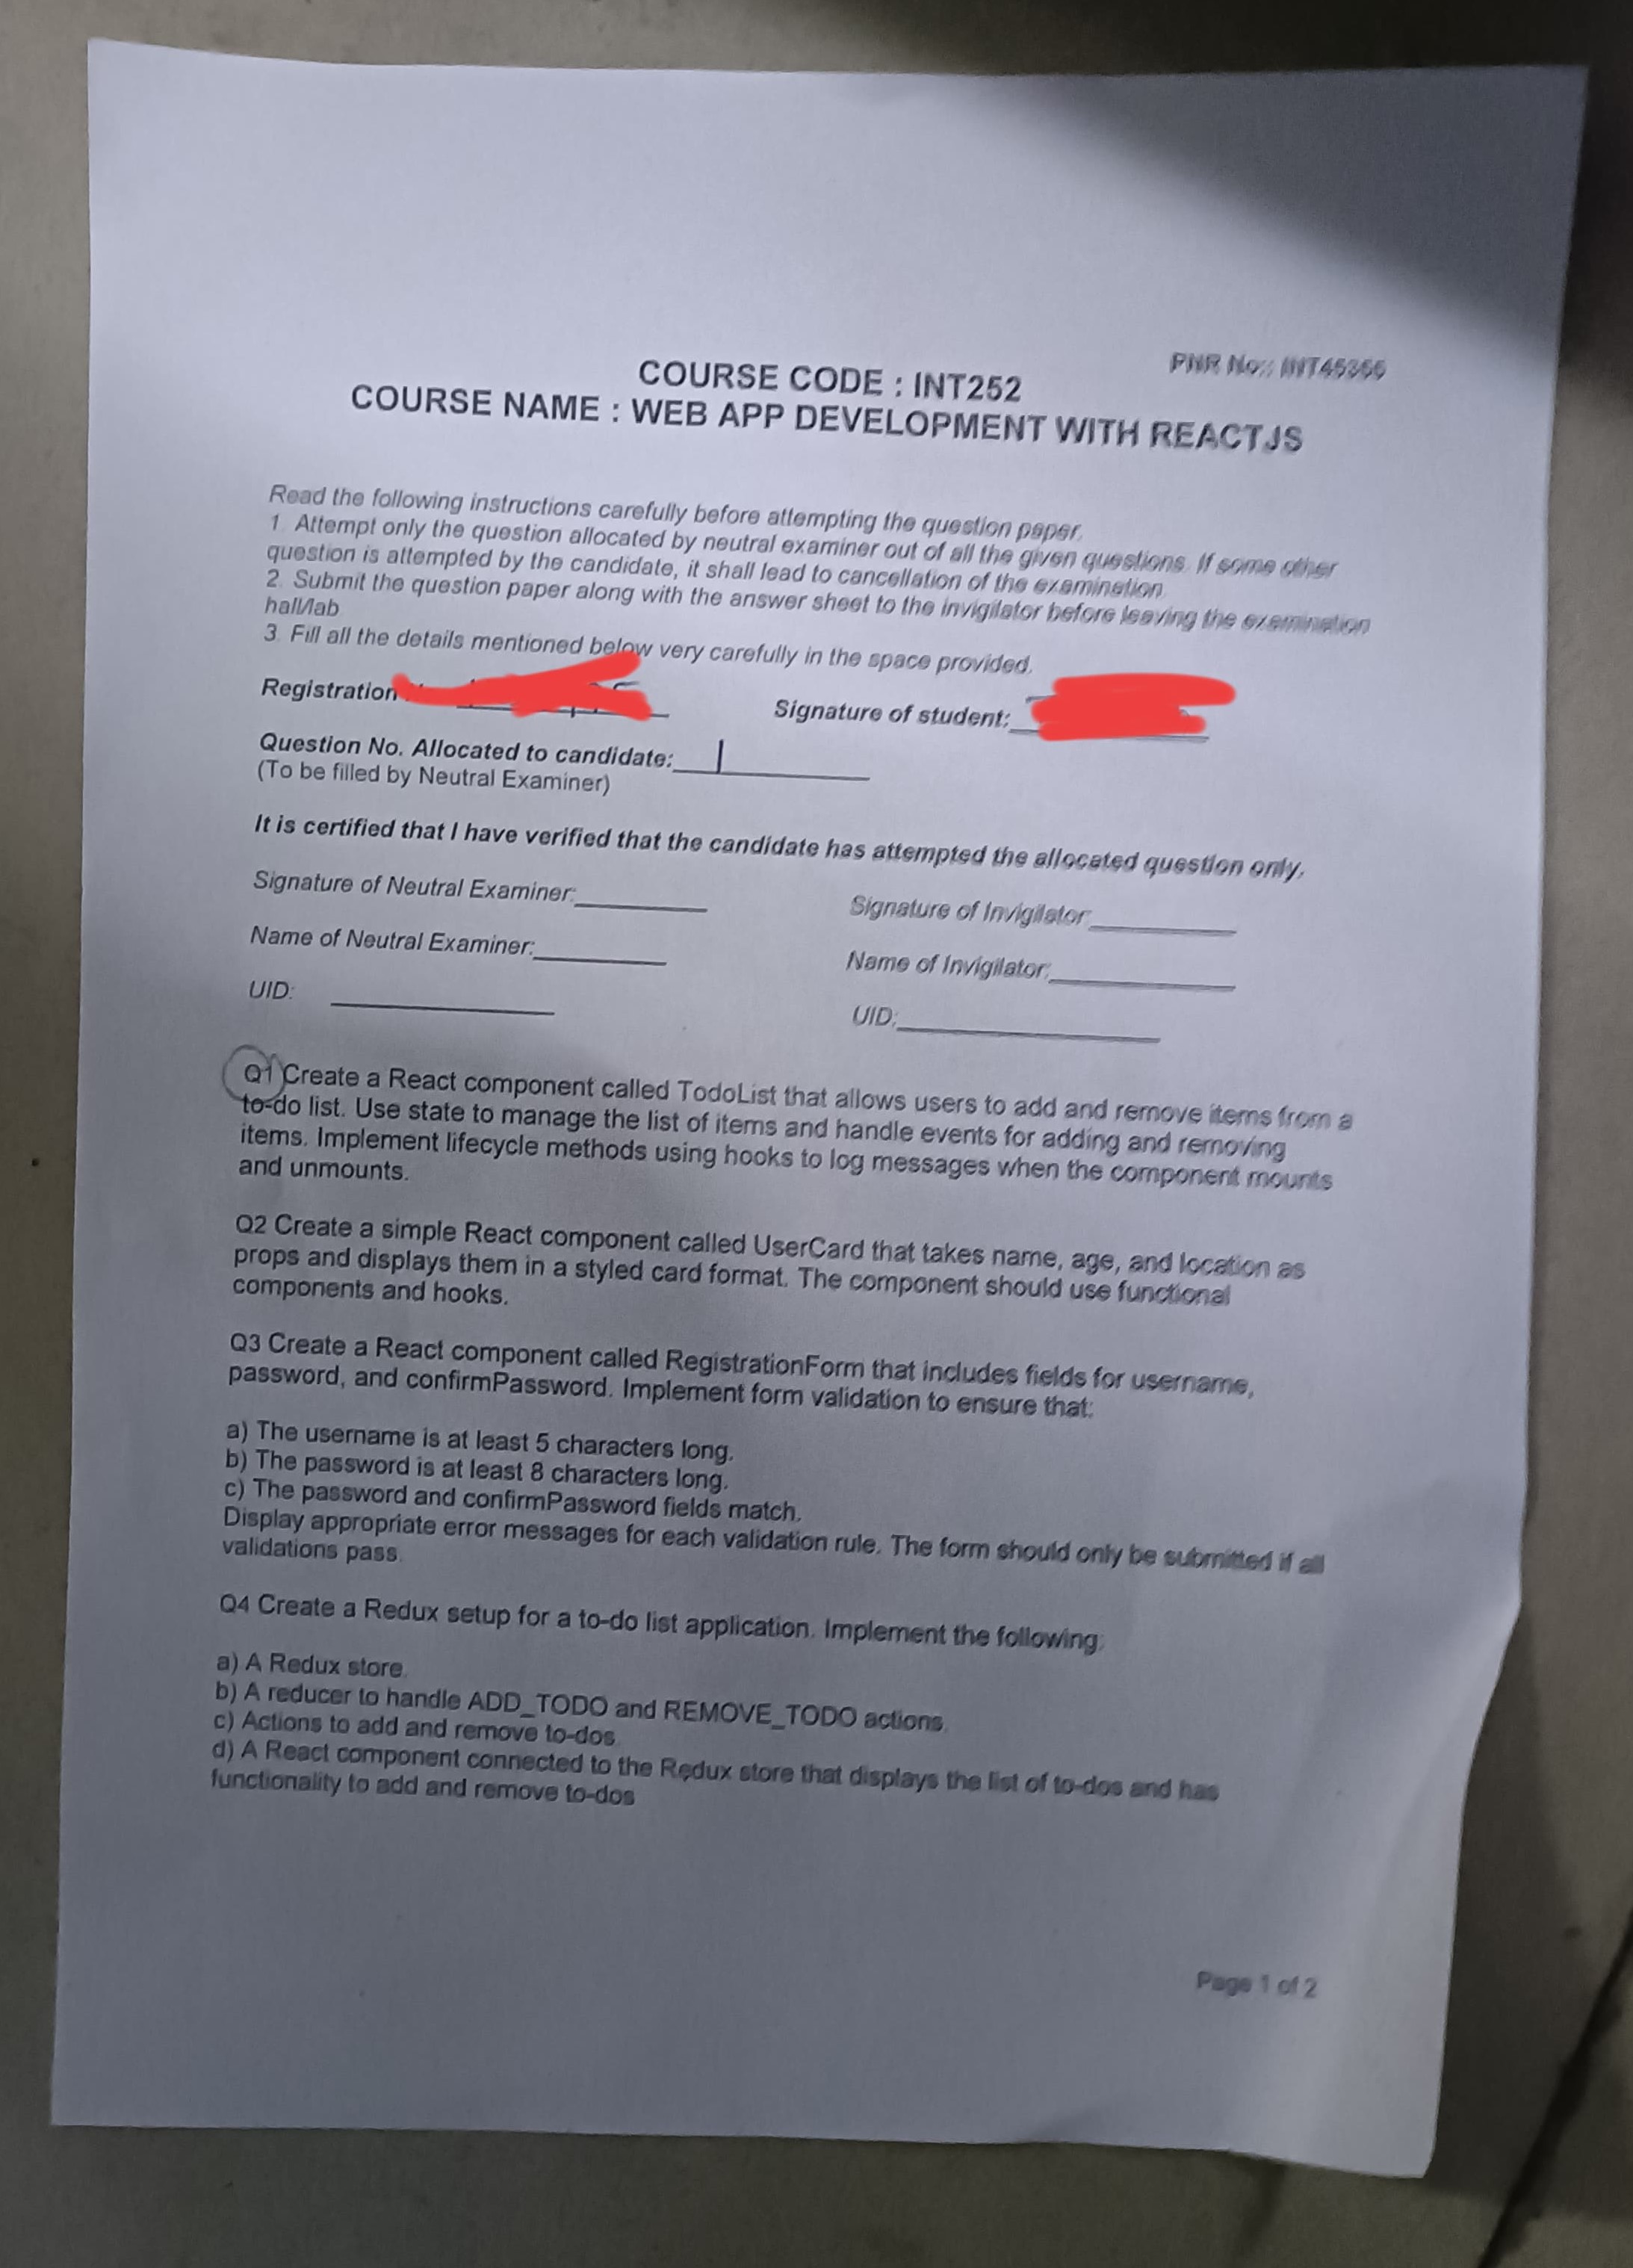 PNR No:: INT45366
COURSE CODE : INT252
COURSE NAME : WEB APP DEVELOPMENT WITH REACTJS
Read the following instructions carefully before attempting the question paper.
1. Attempt only the question allocated by neutral examiner out of all the given questions. If some other
question is attempted by the candidate, it shall lead to cancellation of the examination.
2. Submit the question paper along with the answer sheet to the invigilator before leaving the examination
hall/lab
3. Fill all the details mentioned below very carefully in the space provided.
Registration
Signature of student:
Question No. Allocated to candidate: 1
(To be filled by Neutral Examiner)
It is certified that I have verified that the candidate has attempted the allocated question only.
Signature of Neutral Examiner:
Signature of Invigilator:
Name of Neutral Examiner:
Name of Invigilator:
UID:
UID:
Q1 Create a React component called TodoList that allows users to add and remove items from a
to-do list. Use state to manage the list of items and handle events for adding and removing
items. Implement lifecycle methods using hooks to log messages when the component mounts
and unmounts.
Q2 Create a simple React component called UserCard that takes name, age, and location as
props and displays them in a styled card format. The component should use functional
components and hooks.
Q3 Create a React component called RegistrationForm that includes fields for username,
password, and confirmPassword. Implement form validation to ensure that:
a) The username is at least 5 characters long.
b) The password is at least 8 characters long.
c) The password and confirmPassword fields match.
Display appropriate error messages for each validation rule. The form should only be submitted if all
validations pass.
Q4 Create a Redux setup for a to-do list application. Implement the following:
a) A Redux store.
b) A reducer to handle ADD_TODO and REMOVE_TODO actions.
c) Actions to add and remove to-dos.
d) A React component connected to the Redux store that displays the list of to-dos and has
functionality to add and remove to-dos
Page 1 of 2